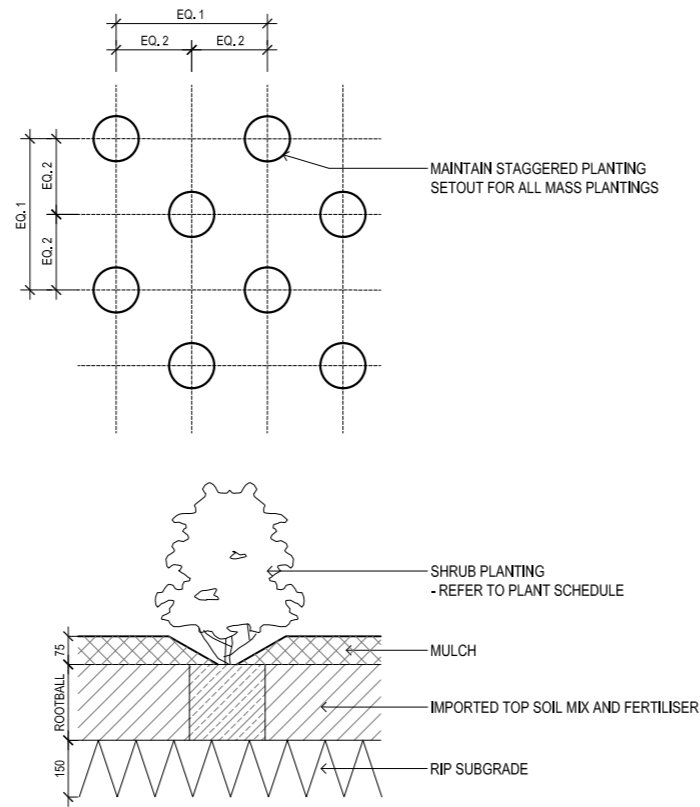 EQ. 1
EQ. 2
EQ. 2
MAINTAIN STAGGERED PLANTING
SETOUT FOR ALL MASS PLANTINGS
EQ. 1
EQ. 2
EQ. 2
SHRUB PLANTING
- REFER TO PLANT SCHEDULE
75
MULCH
ROOTBALL
IMPORTED TOP SOIL MIX AND FERTILISER
150
RIP SUBGRADE